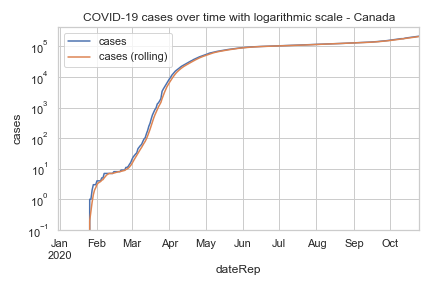 COVID-19 cases over time with logarithmic scale - Canada
cases
cases (rolling)
10^5
10^4
10^3
10^2
10^1
10^0
10^-1
cases
Jan Feb Mar Apr May Jun Jul Aug Sep Oct
2020
dateRep